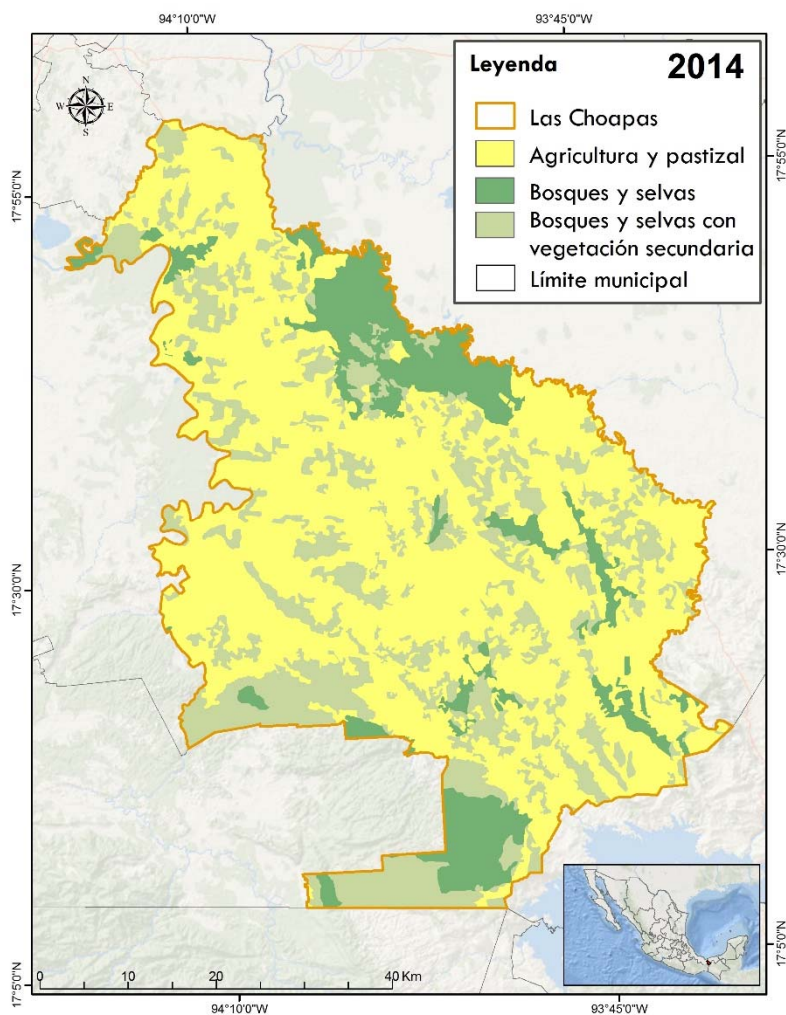 94°10'0"W
93°45'0"W
Leyenda
2014
Las Choapas
Agricultura y pastizal
Bosques y selvas
Bosques y selvas con
vegetación secundaria
Límite municipal
N
W
E
S
17°55'0"N
17°55'0"N
17°30'0"N
17°30'0"N
17°5'0"N
17°5'0"N
0
10
20
40 Km
94°10'0"W
93°45'0"W